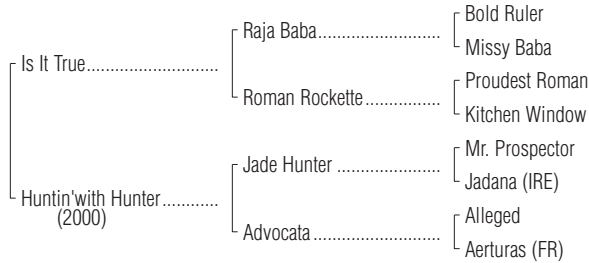 Bold Ruler
Raja Baba
Missy Baba
Is It True
Proudest Roman
Roman Rockette
Kitchen Window
Mr. Prospector
Jade Hunter
Jadana (IRE)
Huntin'with Hunter
(2000)
Alleged
Advocata
Aerturas (FR)